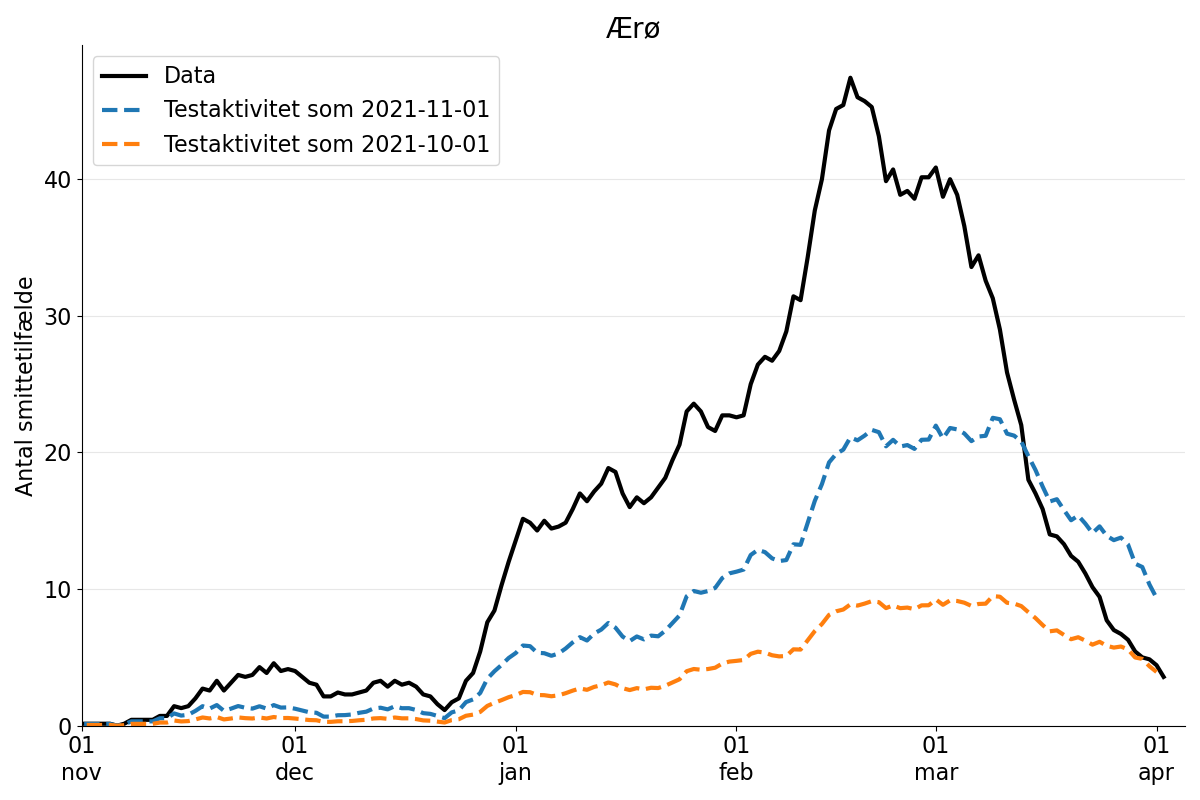 Ærø
Data
Testaktivitet som 2021-11-01
Testaktivitet som 2021-10-01
Antal smittetilfælde
40
30
20
10
0
01 01 01 01 01 01
nov dec jan feb mar apr